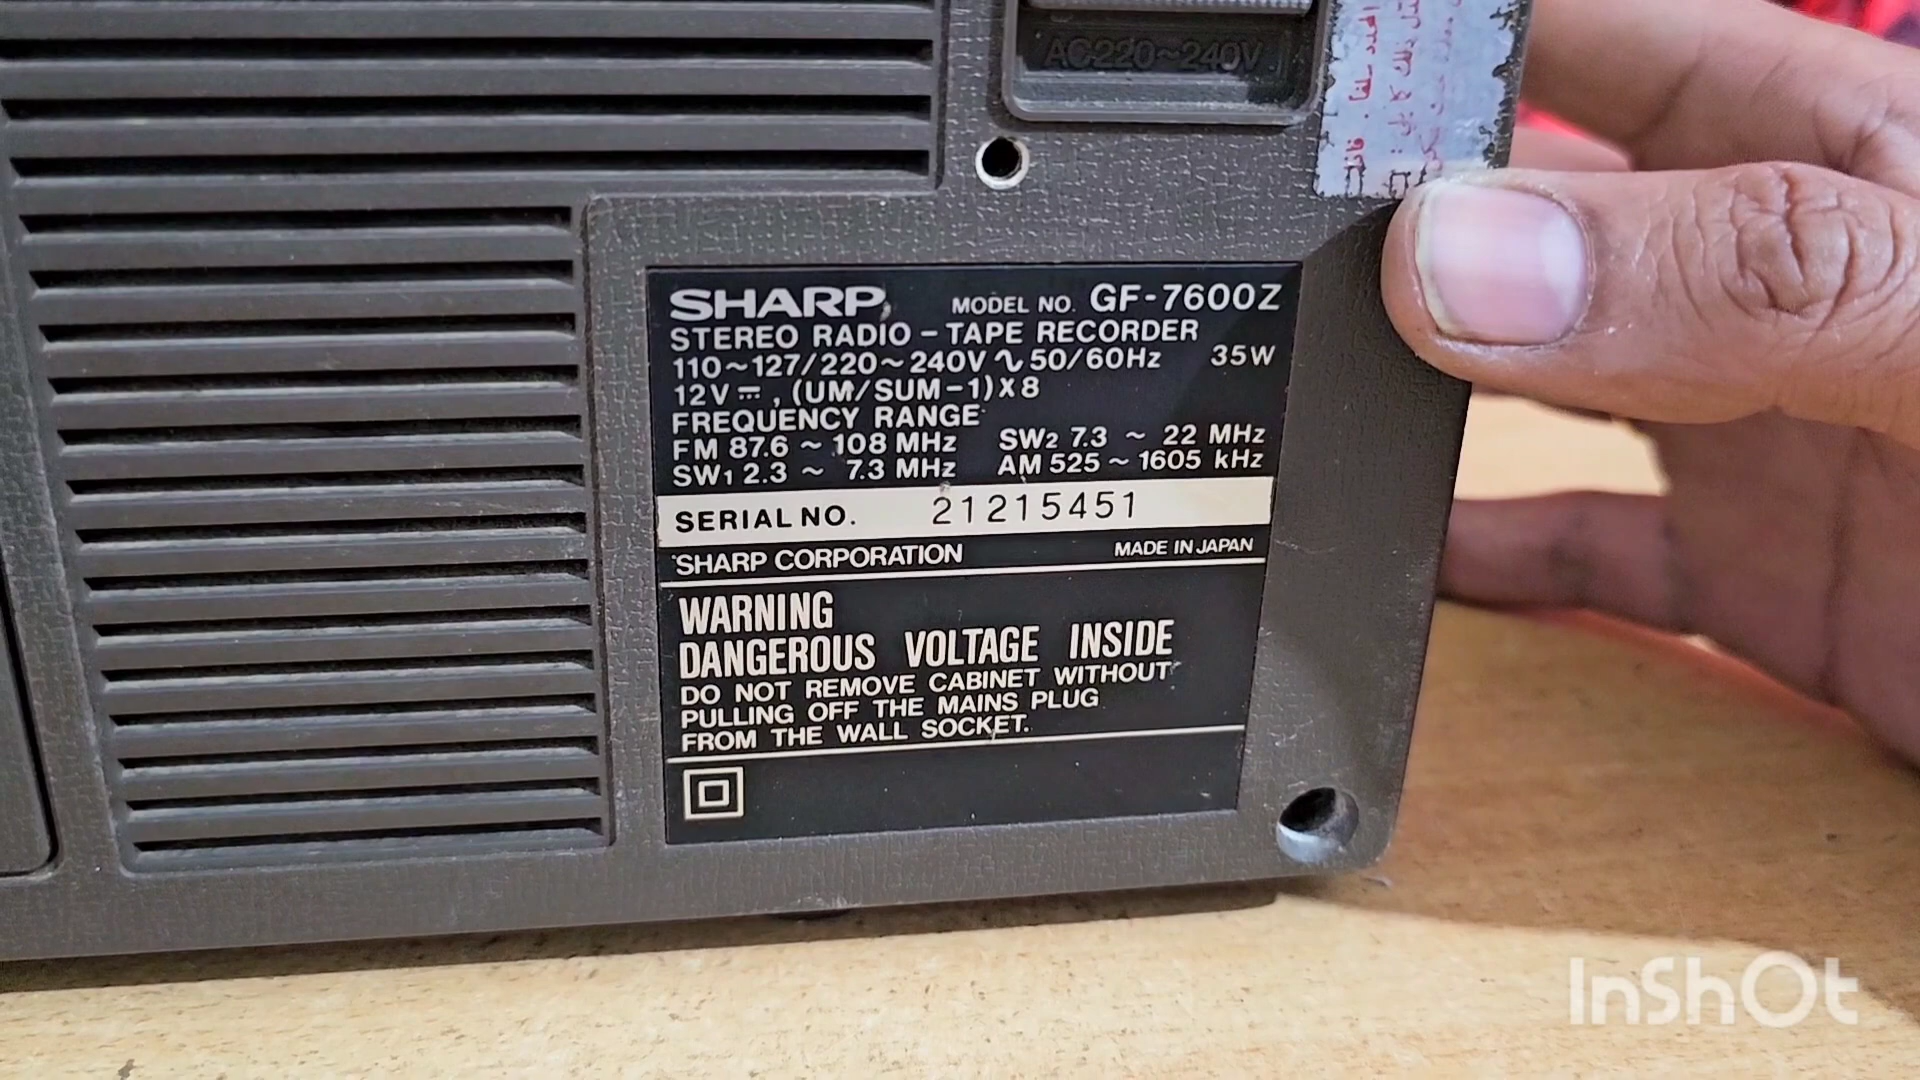 AC220~240V
SHARP MODEL NO. GF-7600Z
STEREO RADIO - TAPE RECORDER
110~127/220~240V ∿ 50/60Hz 35W
12V ⎓, (UM/SUM-1)X8
FREQUENCY RANGE
FM 87.6 ~ 108 MHz SW2 7.3 ~ 22 MHz
SW1 2.3 ~ 7.3 MHz AM 525 ~ 1605 kHz
SERIAL NO. 21215451
SHARP CORPORATION MADE IN JAPAN
WARNING
DANGEROUS VOLTAGE INSIDE
DO NOT REMOVE CABINET WITHOUT
PULLING OFF THE MAINS PLUG
FROM THE WALL SOCKET.
InShOt